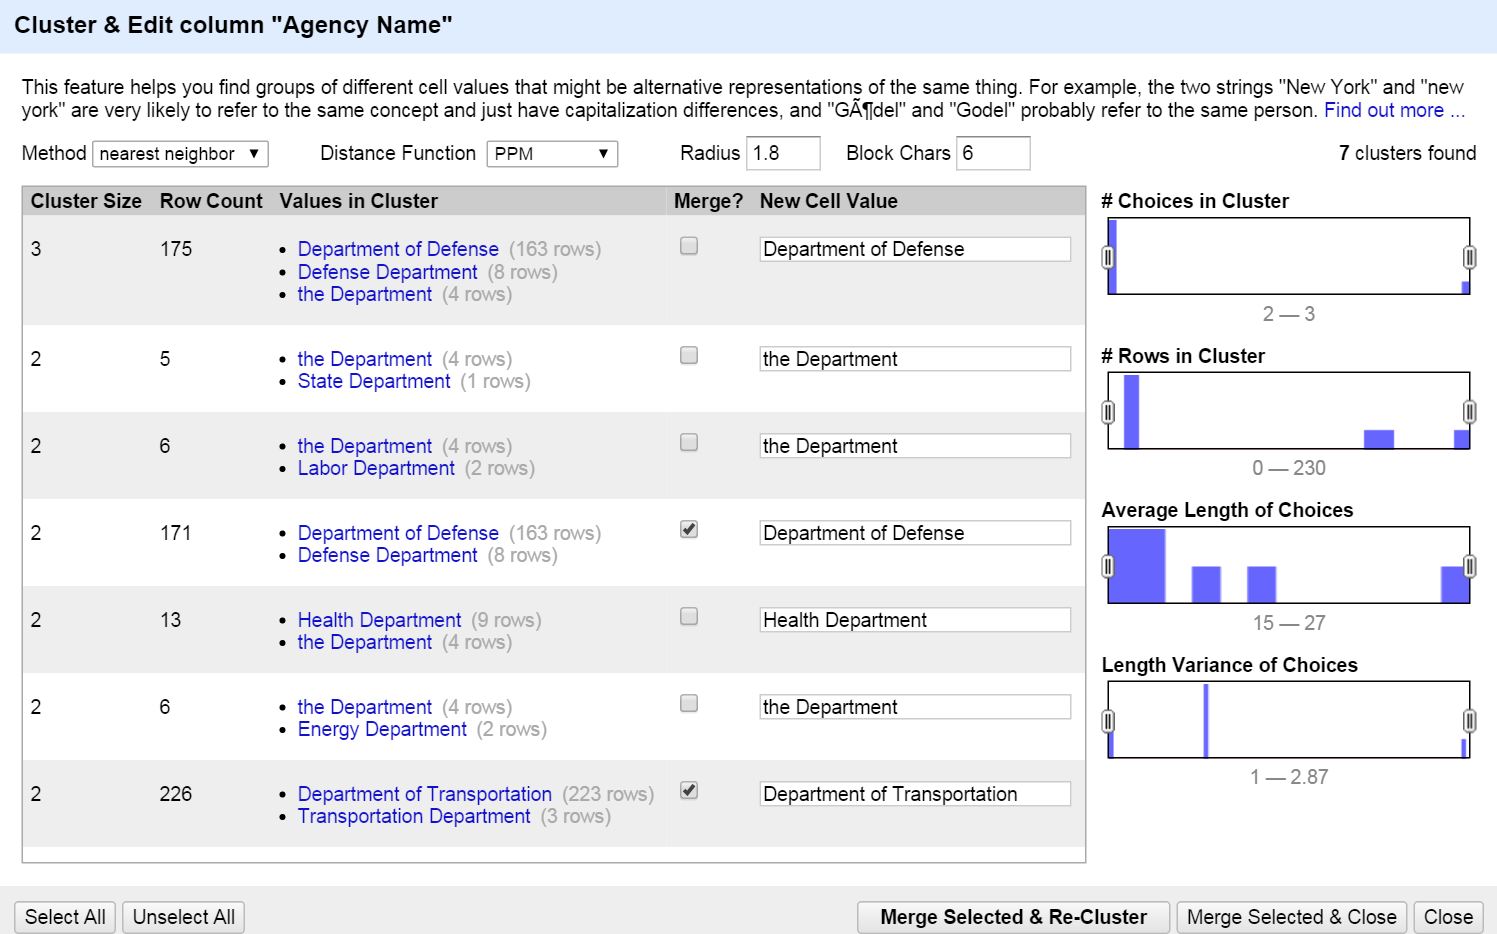 Cluster & Edit column "Agency Name"
This feature helps you find groups of different cell values that might be alternative representations of the same thing. For example, the two strings "New York" and "new
york" are very likely to refer to the same concept and just have capitalization differences, and "GÃ¶del" and "Godel" probably refer to the same person. Find out more ...
Method nearest neighbor Distance Function PPM Radius 1.8 Block Chars 6 7 clusters found
Cluster Size Row Count Values in Cluster Merge? New Cell Value
3 175 • Department of Defense (163 rows) Department of Defense
• Defense Department (8 rows)
• the Department (4 rows)
2 5 • the Department (4 rows) the Department
• State Department (1 rows)
2 6 • the Department (4 rows) the Department
• Labor Department (2 rows)
2 171 • Department of Defense (163 rows) Department of Defense
• Defense Department (8 rows)
2 13 • Health Department (9 rows) Health Department
• the Department (4 rows)
2 6 • the Department (4 rows) the Department
• Energy Department (2 rows)
2 226 • Department of Transportation (223 rows) Department of Transportation
• Transportation Department (3 rows)
# Choices in Cluster
2 — 3
# Rows in Cluster
0 — 230
Average Length of Choices
15 — 27
Length Variance of Choices
1 — 2.87
Select All Unselect All Merge Selected & Re-Cluster Merge Selected & Close Close